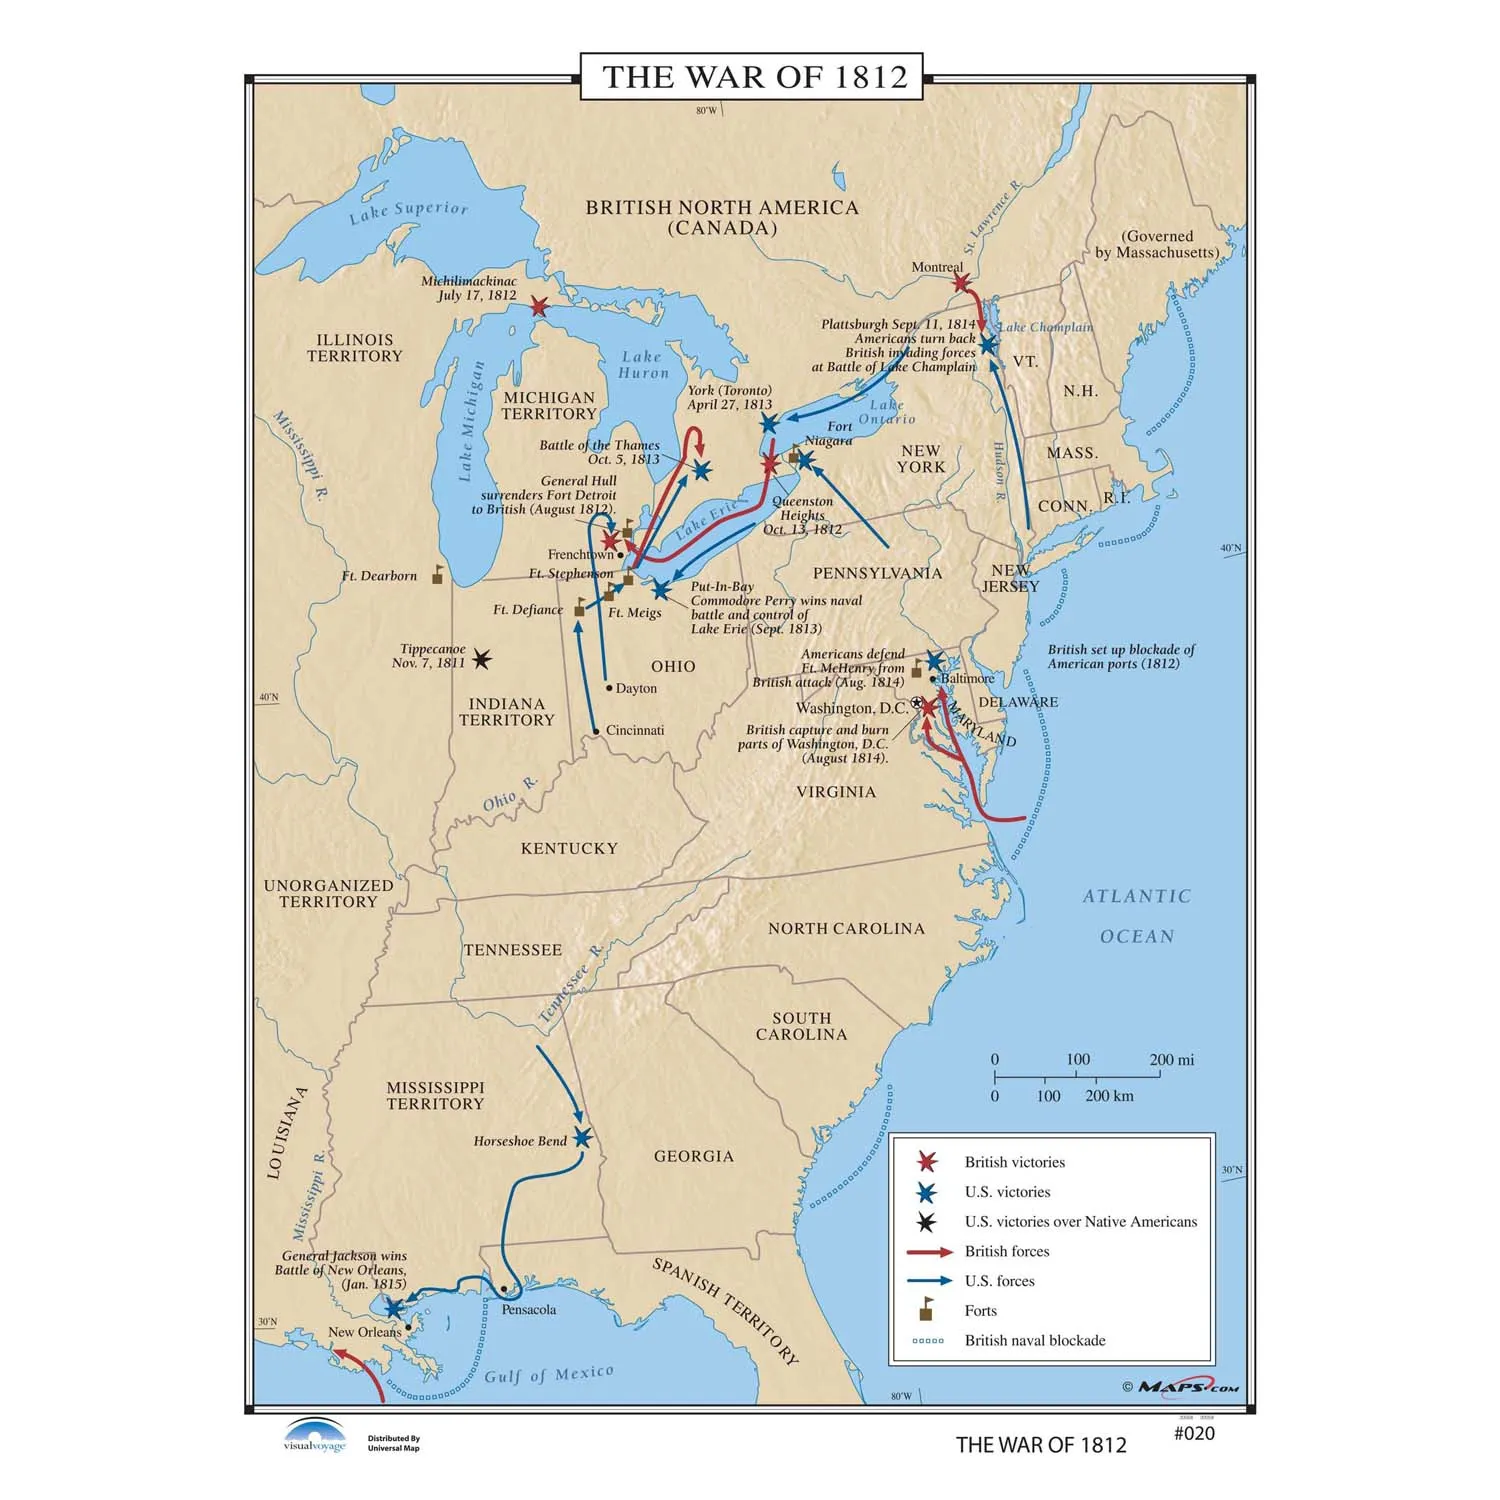 THE WAR OF 1812
80°W
Lake Superior
BRITISH NORTH AMERICA
(CANADA)
St. Lawrence R.
(Governed
by Massachusetts)
Montreal
Michilimackinac
July 17, 1812
ILLINOIS
TERRITORY
Lake Michigan
Lake
Huron
MICHIGAN
TERRITORY
Plattsburgh Sept. 11, 1814
Americans turn back
British invading forces
at Battle of Lake Champlain
Lake Champlain
VT.
N.H.
York (Toronto)
April 27, 1813
Lake
Ontario
Fort
Niagara
NEW
YORK
Hudson R.
MASS.
CONN.
R.I.
Mississippi R.
Battle of the Thames
Oct. 5, 1813
General Hull
surrenders Fort Detroit
to British (August 1812).
Lake Erie
Queenston
Heights
Oct. 13, 1812
Frenchtown
Ft. Stephenson
Ft. Dearborn
Ft. Defiance
Ft. Meigs
Put-In-Bay
Commodore Perry wins naval
battle and control of
Lake Erie (Sept. 1813)
PENNSYLVANIA
NEW
JERSEY
40°N
Tippecanoe
Nov. 7, 1811
OHIO
Americans defend
Ft. McHenry from
British attack (Aug. 1814)
British set up blockade of
American ports (1812)
Baltimore
40°N
INDIANA
TERRITORY
Dayton
Cincinnati
Washington, D.C.
DELAWARE
MARYLAND
British capture and burn
parts of Washington, D.C.
(August 1814).
Ohio R.
VIRGINIA
KENTUCKY
UNORGANIZED
TERRITORY
ATLANTIC
OCEAN
TENNESSEE
Tennessee R.
NORTH CAROLINA
SOUTH
CAROLINA
0 100 200 mi
0 100 200 km
MISSISSIPPI
TERRITORY
LOUISIANA
Mississippi R.
Horseshoe Bend
GEORGIA
30°N
General Jackson wins
Battle of New Orleans,
(Jan. 1815)
SPANISH TERRITORY
Pensacola
30°N
New Orleans
Gulf of Mexico
British victories
U.S. victories
U.S. victories over Native Americans
British forces
U.S. forces
Forts
British naval blockade
80°W
© MAPS.COM
visualvoyage
Distributed By
Universal Map
THE WAR OF 1812
#020